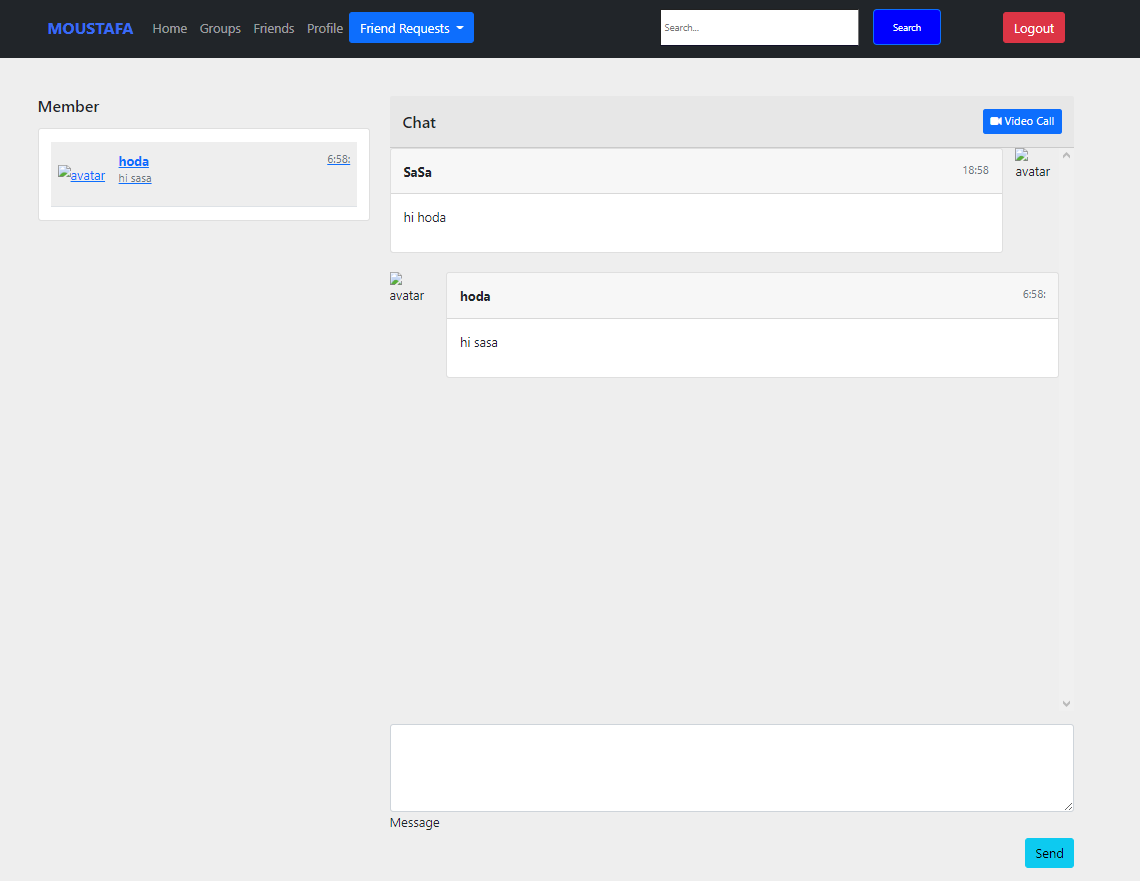 MOUSTAFA Home Groups Friends Profile Friend Requests Search... Search Logout
Member
avatar
hoda
6:58:
hi sasa
Chat
Video Call
SaSa
18:58
avatar
hi hoda
avatar
hoda
6:58:
hi sasa
Message
Send